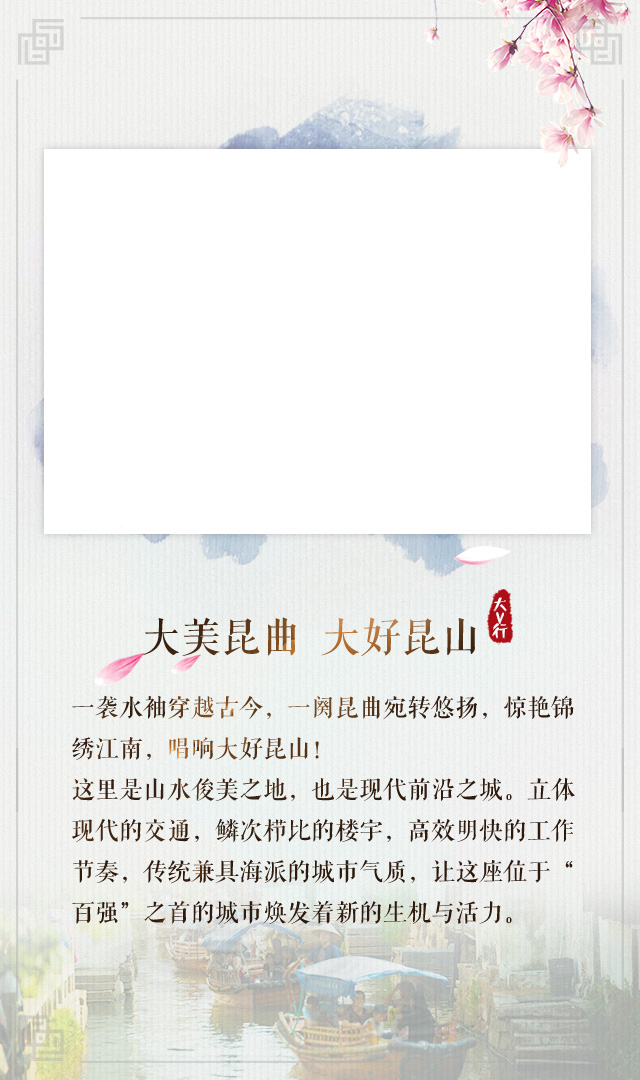 大美昆曲 大好昆山
大V行
一袭水袖穿越古今，一阕昆曲宛转悠扬，惊艳锦
绣江南，唱响大好昆山！
这里是山水俊美之地，也是现代前沿之城。立体
现代的交通，鳞次栉比的楼宇，高效明快的工作
节奏，传统兼具海派的城市气质，让这座位于“
百强”之首的城市焕发着新的生机与活力。